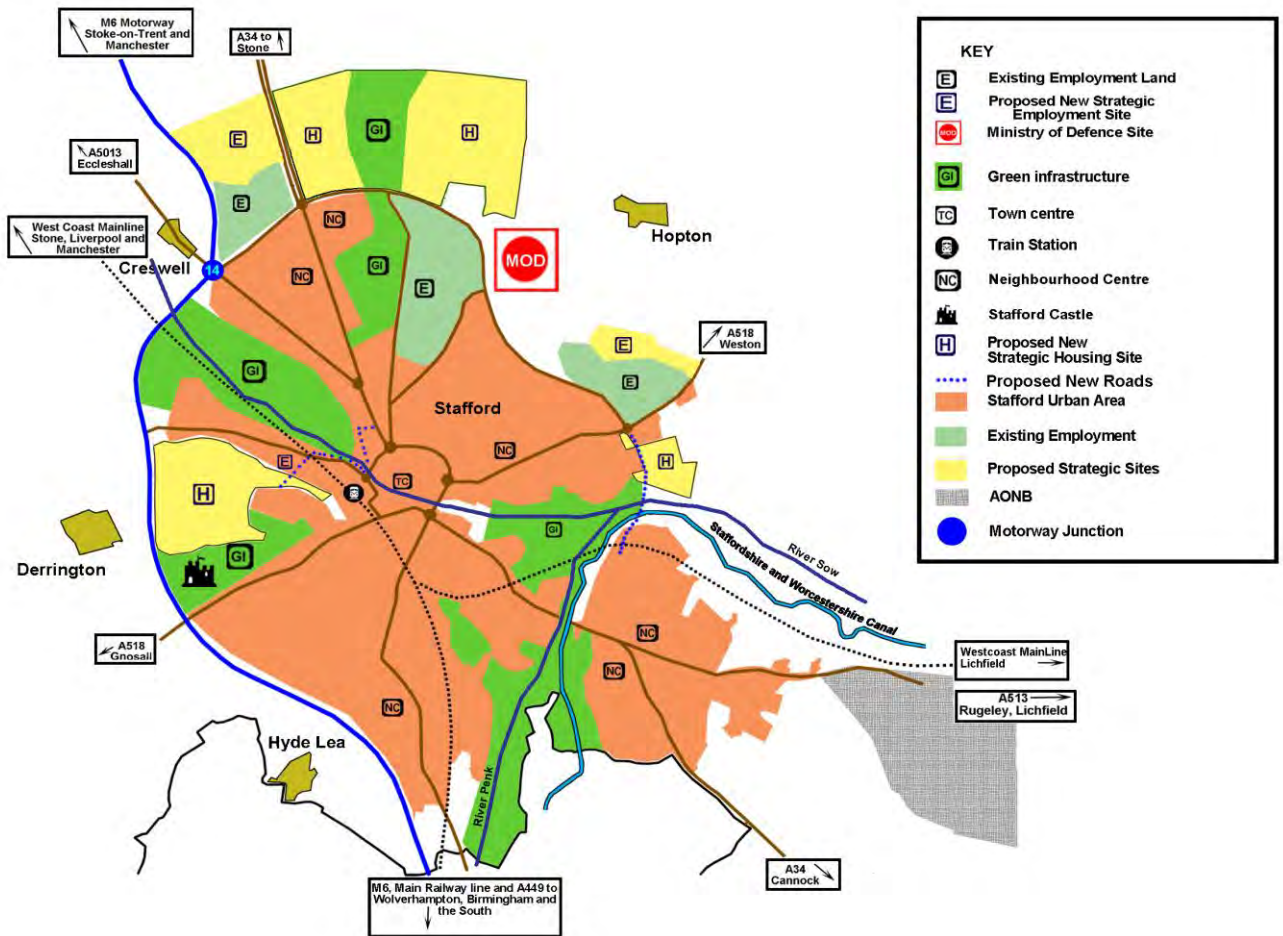 M6 Motorway
Stoke-on-Trent and
Manchester
A34 to
Stone
A5013
Eccleshall
West Coast Mainline
Stone, Liverpool and
Manchester
Creswell
14
E
H
GI
H
E
NC
NC
GI
E
MOD
Hopton
A518
Weston
E
E
GI
Stafford
NC
E
TC
H
H
GI
GI
Derrington
A518
Gnosall
River Sow
Staffordshire and Worcestershire Canal
NC
NC
NC
Westcoast MainLine
Lichfield
A513
Rugeley, Lichfield
Hyde Lea
River Penk
A34
Cannock
M6, Main Railway line and A449 to
Wolverhampton, Birmingham and
the South
KEY
E Existing Employment Land
E Proposed New Strategic
Employment Site
MOD Ministry of Defence Site
GI Green infrastructure
TC Town centre
Train Station
NC Neighbourhood Centre
Stafford Castle
H Proposed New
Strategic Housing Site
Proposed New Roads
Stafford Urban Area
Existing Employment
Proposed Strategic Sites
AONB
Motorway Junction